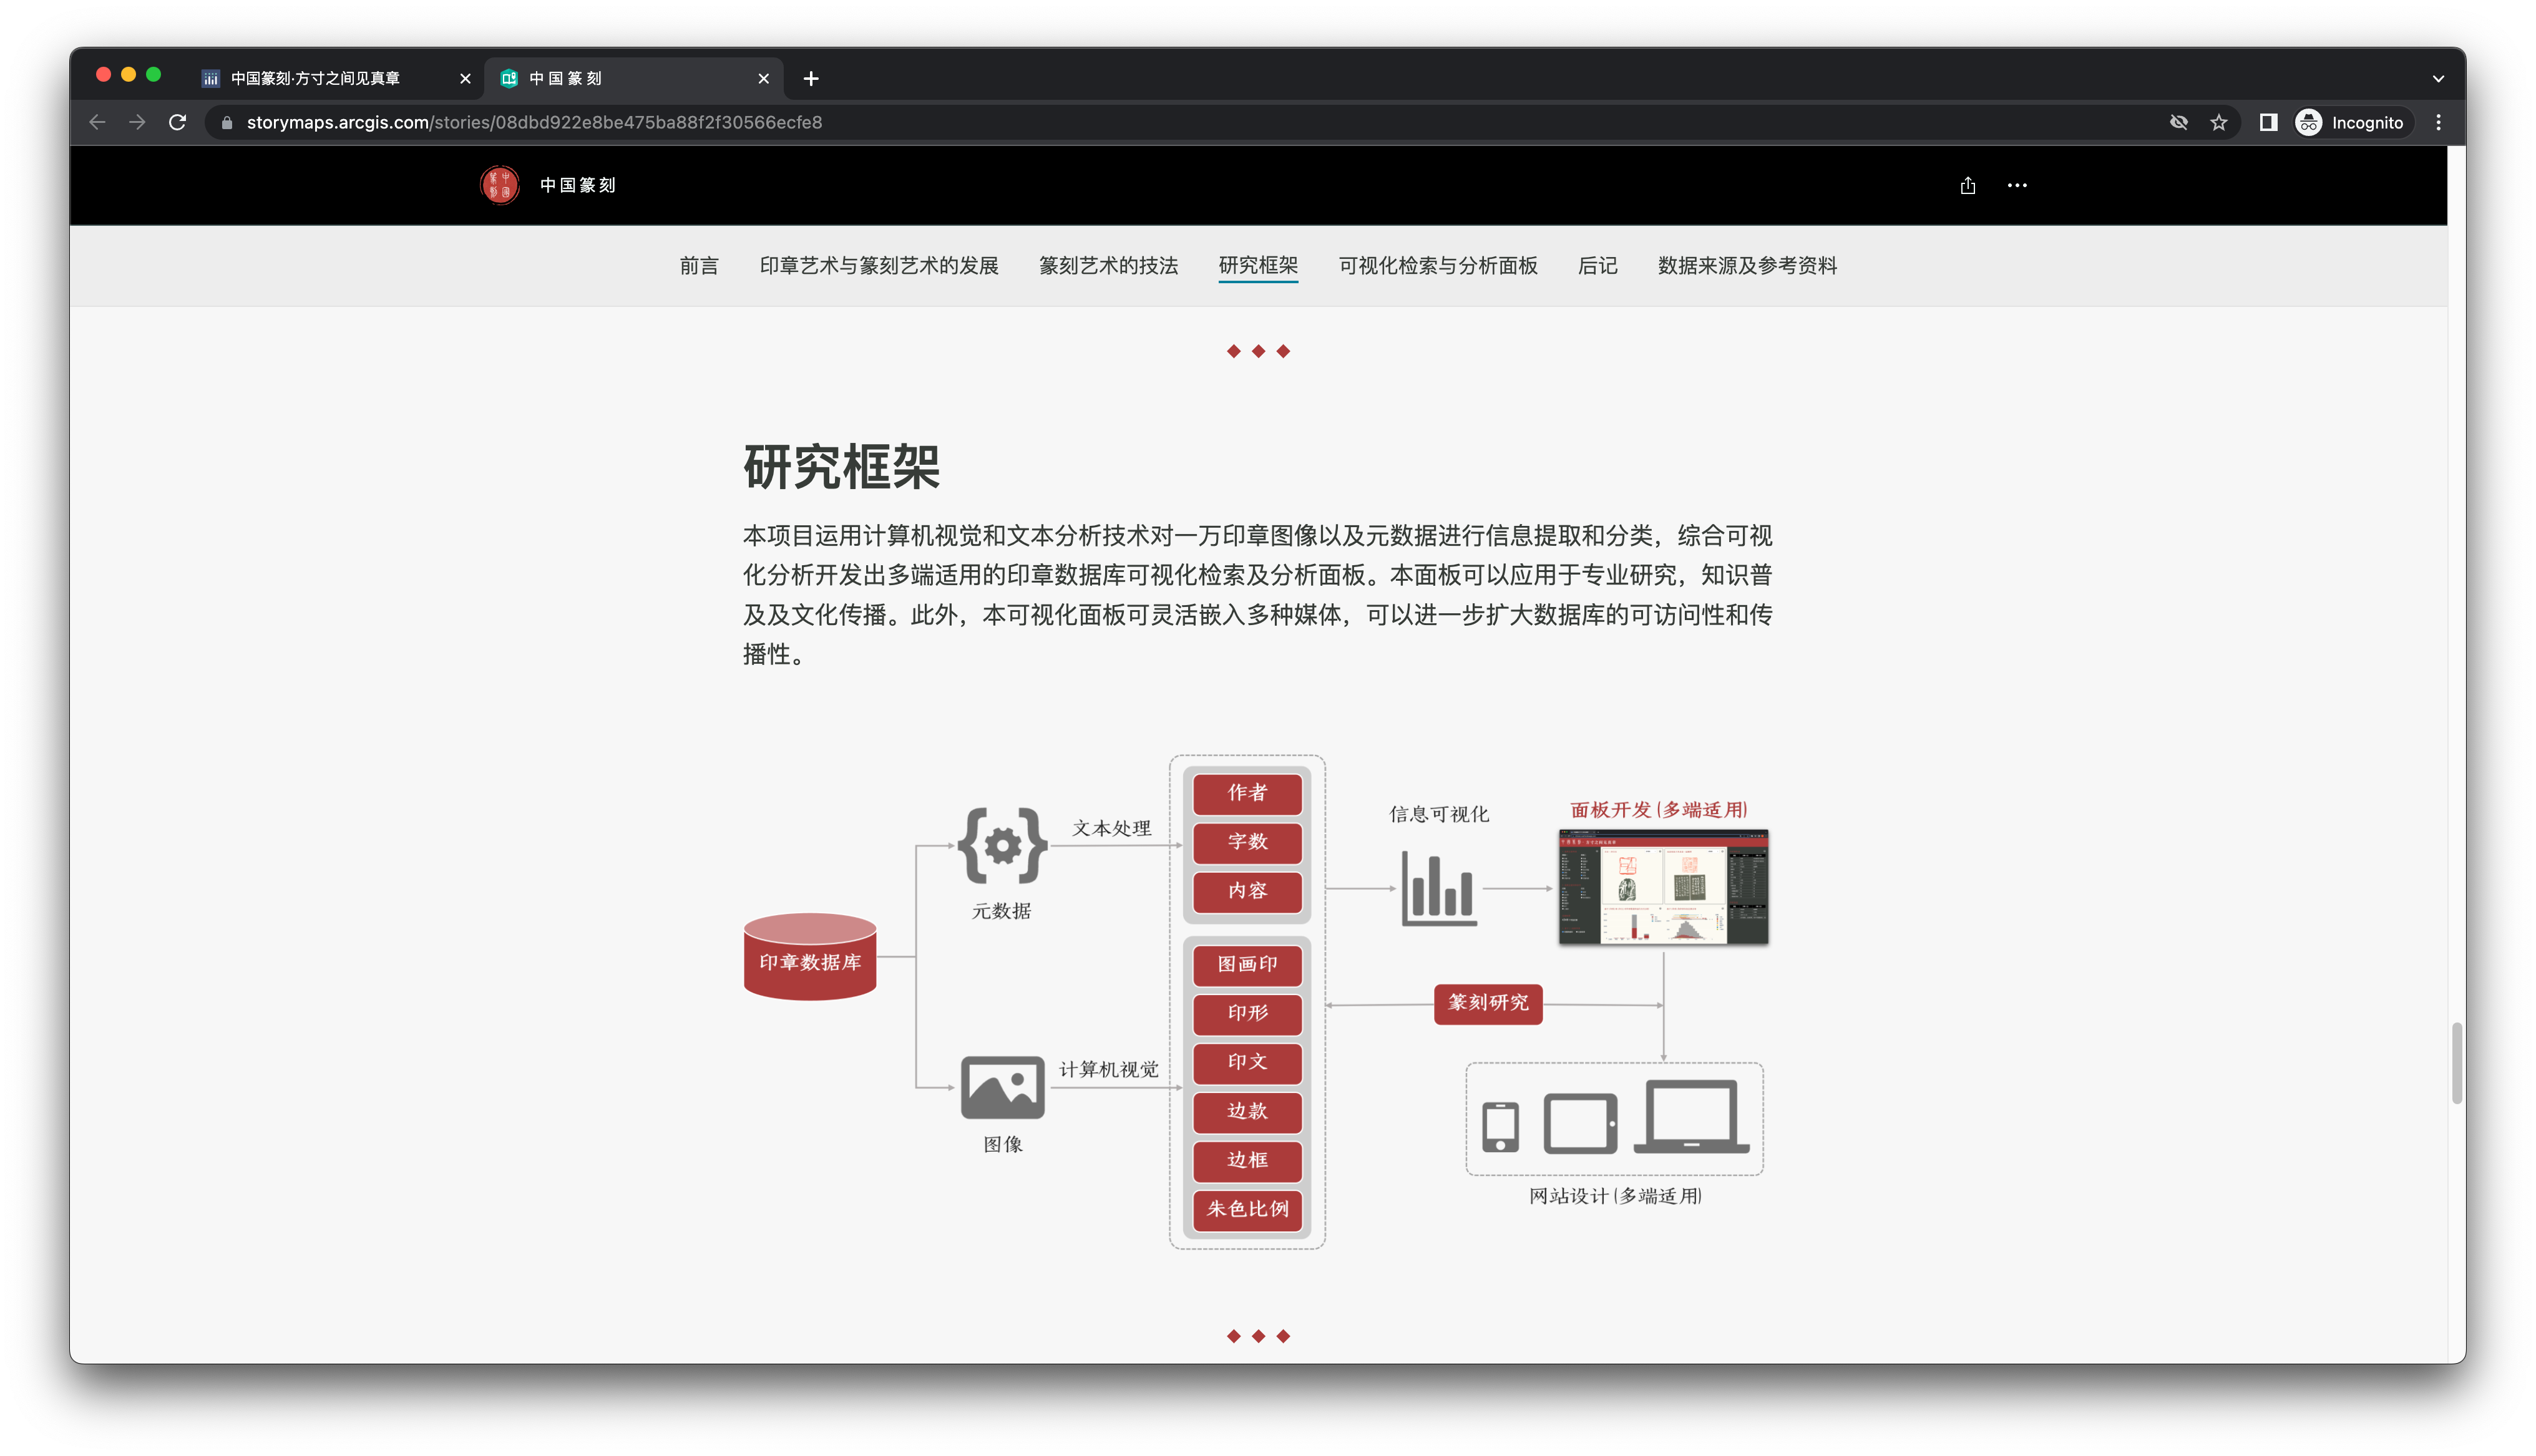 中国篆刻·方寸之间见真章
中国篆刻
storymaps.arcgis.com/stories/08dbd922e8be475ba88f2f30566ecfe8
Incognito
中国篆刻
中国篆刻
前言
印章艺术与篆刻艺术的发展
篆刻艺术的技法
研究框架
可视化检索与分析面板
后记
数据来源及参考资料
研究框架
本项目运用计算机视觉和文本分析技术对一万印章图像以及元数据进行信息提取和分类，综合可视
化分析开发出多端适用的印章数据库可视化检索及分析面板。本面板可以应用于专业研究，知识普
及及文化传播。此外，本可视化面板可灵活嵌入多种媒体，可以进一步扩大数据库的可访问性和传
播性。
印章数据库
元数据
文本处理
图像
计算机视觉
作者
字数
内容
图画印
印形
印文
边款
边框
朱色比例
信息可视化
面板开发(多端适用)
篆刻研究
网站设计(多端适用)